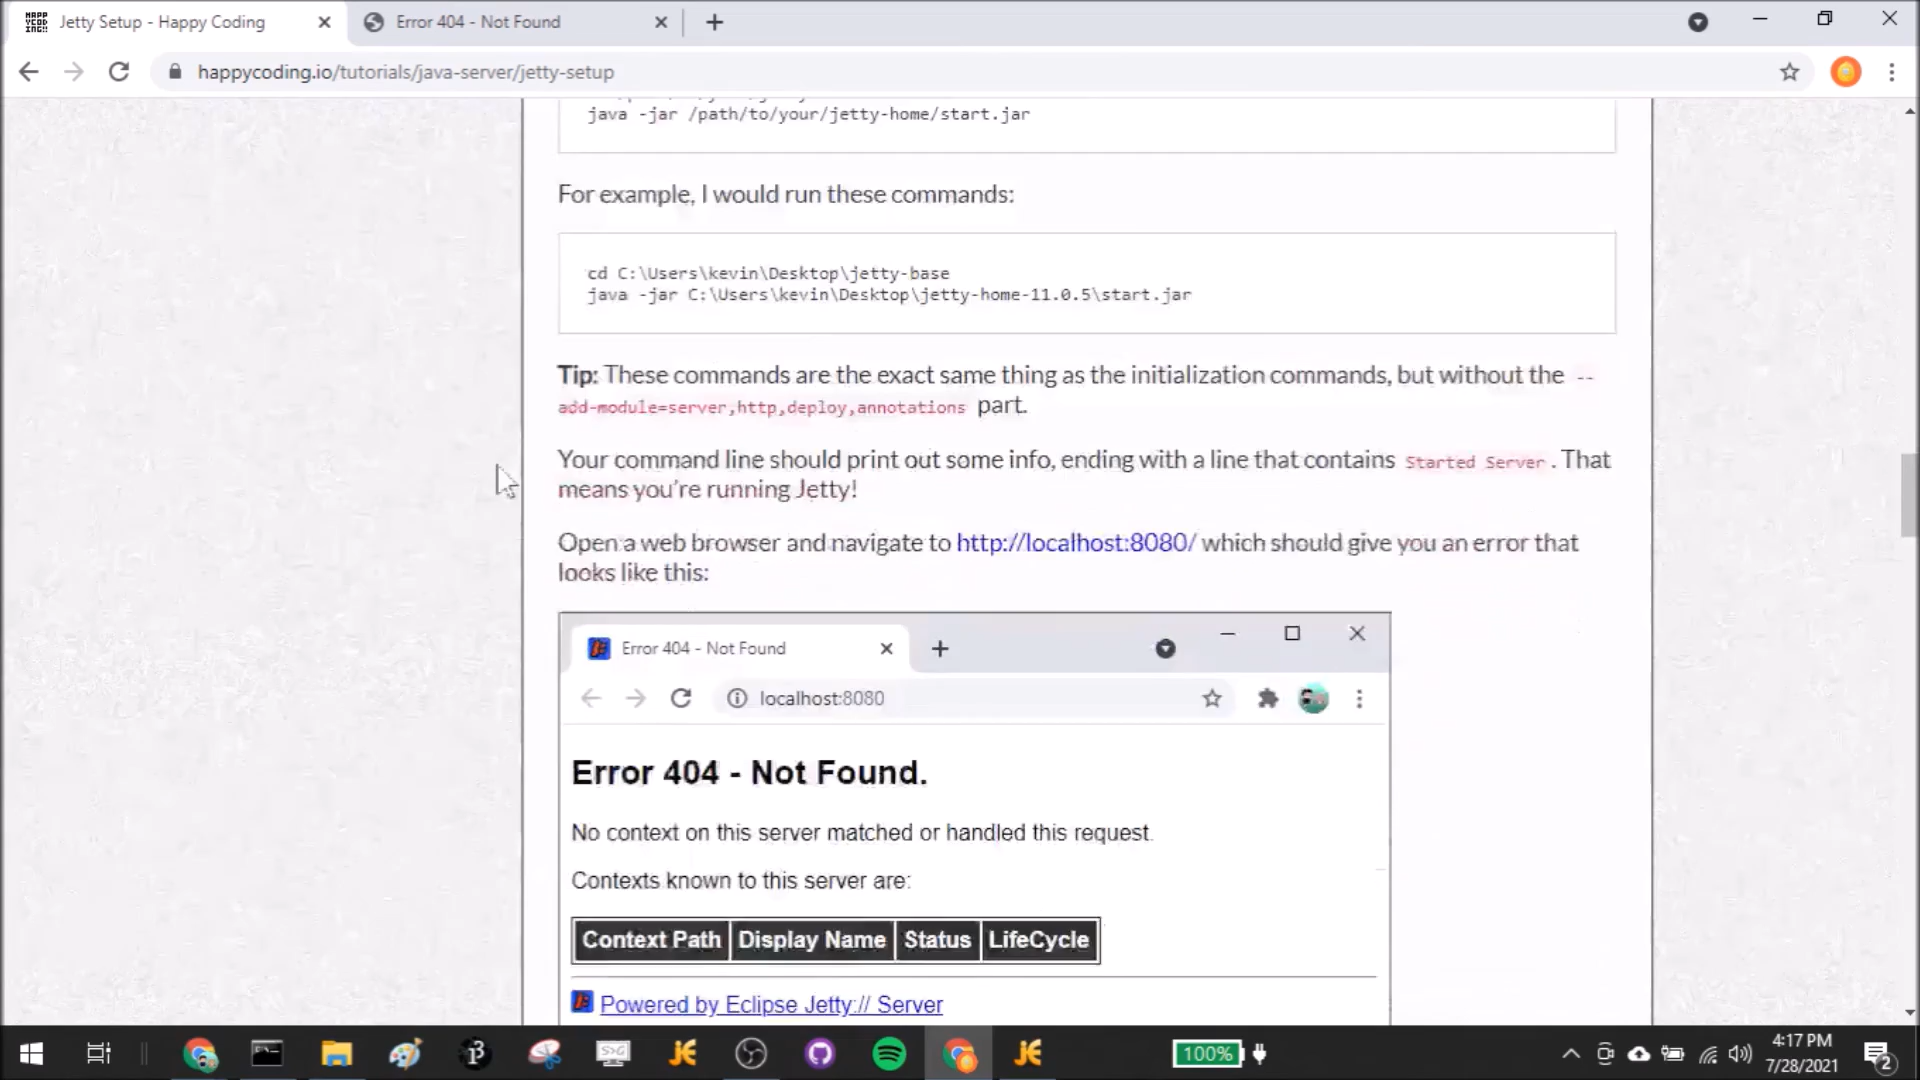 Jetty Setup - Happy Coding
Error 404 - Not Found
happycoding.io/tutorials/java-server/jetty-setup
java -jar /path/to/your/jetty-home/start.jar
For example, I would run these commands:
cd C:\Users\kevin\Desktop\jetty-base
java -jar C:\Users\kevin\Desktop\jetty-home-11.0.5\start.jar
Tip: These commands are the exact same thing as the initialization commands, but without the --
add-module=server,http,deploy,annotations part.
Your command line should print out some info, ending with a line that contains Started Server. That
means you're running Jetty!
Open a web browser and navigate to http://localhost:8080/ which should give you an error that
looks like this:
Error 404 - Not Found
localhost:8080
Error 404 - Not Found.
No context on this server matched or handled this request.
Contexts known to this server are:
Context Path Display Name Status LifeCycle
Powered by Eclipse Jetty:// Server
100%
4:17 PM
7/28/2021
2